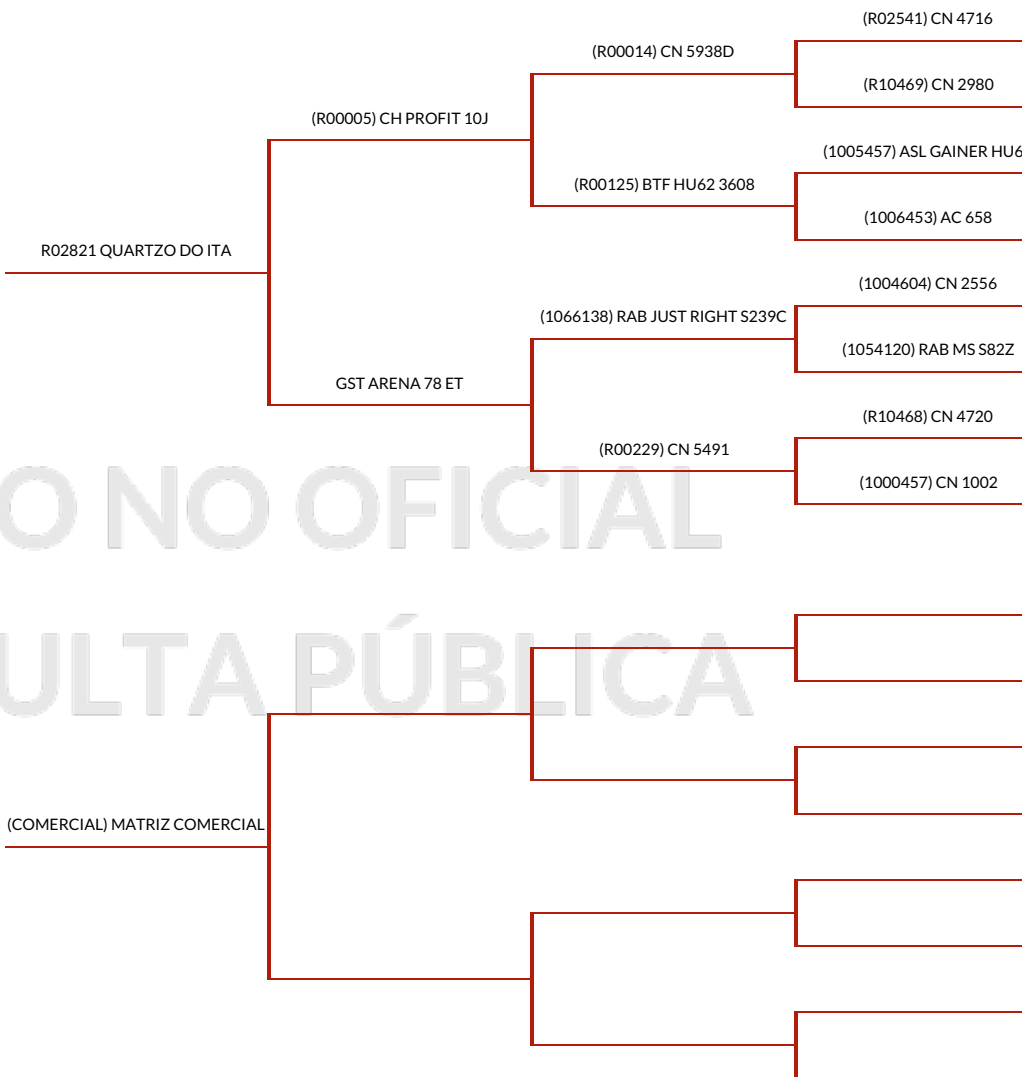 (R02541) CN 4716
(R00014) CN 5938D
(R10469) CN 2980
(R00005) CH PROFIT 10J
(1005457) ASL GAINER HU6
(R00125) BTF HU62 3608
(1006453) AC 658
R02821 QUARTZO DO ITA
(1004604) CN 2556
(1066138) RAB JUST RIGHT S239C
(1054120) RAB MS S82Z
GST ARENA 78 ET
(R10468) CN 4720
(R00229) CN 5491
(1000457) CN 1002
O NO OFICIAL
ULTA PÚBLICA
(COMERCIAL) MATRIZ COMERCIAL